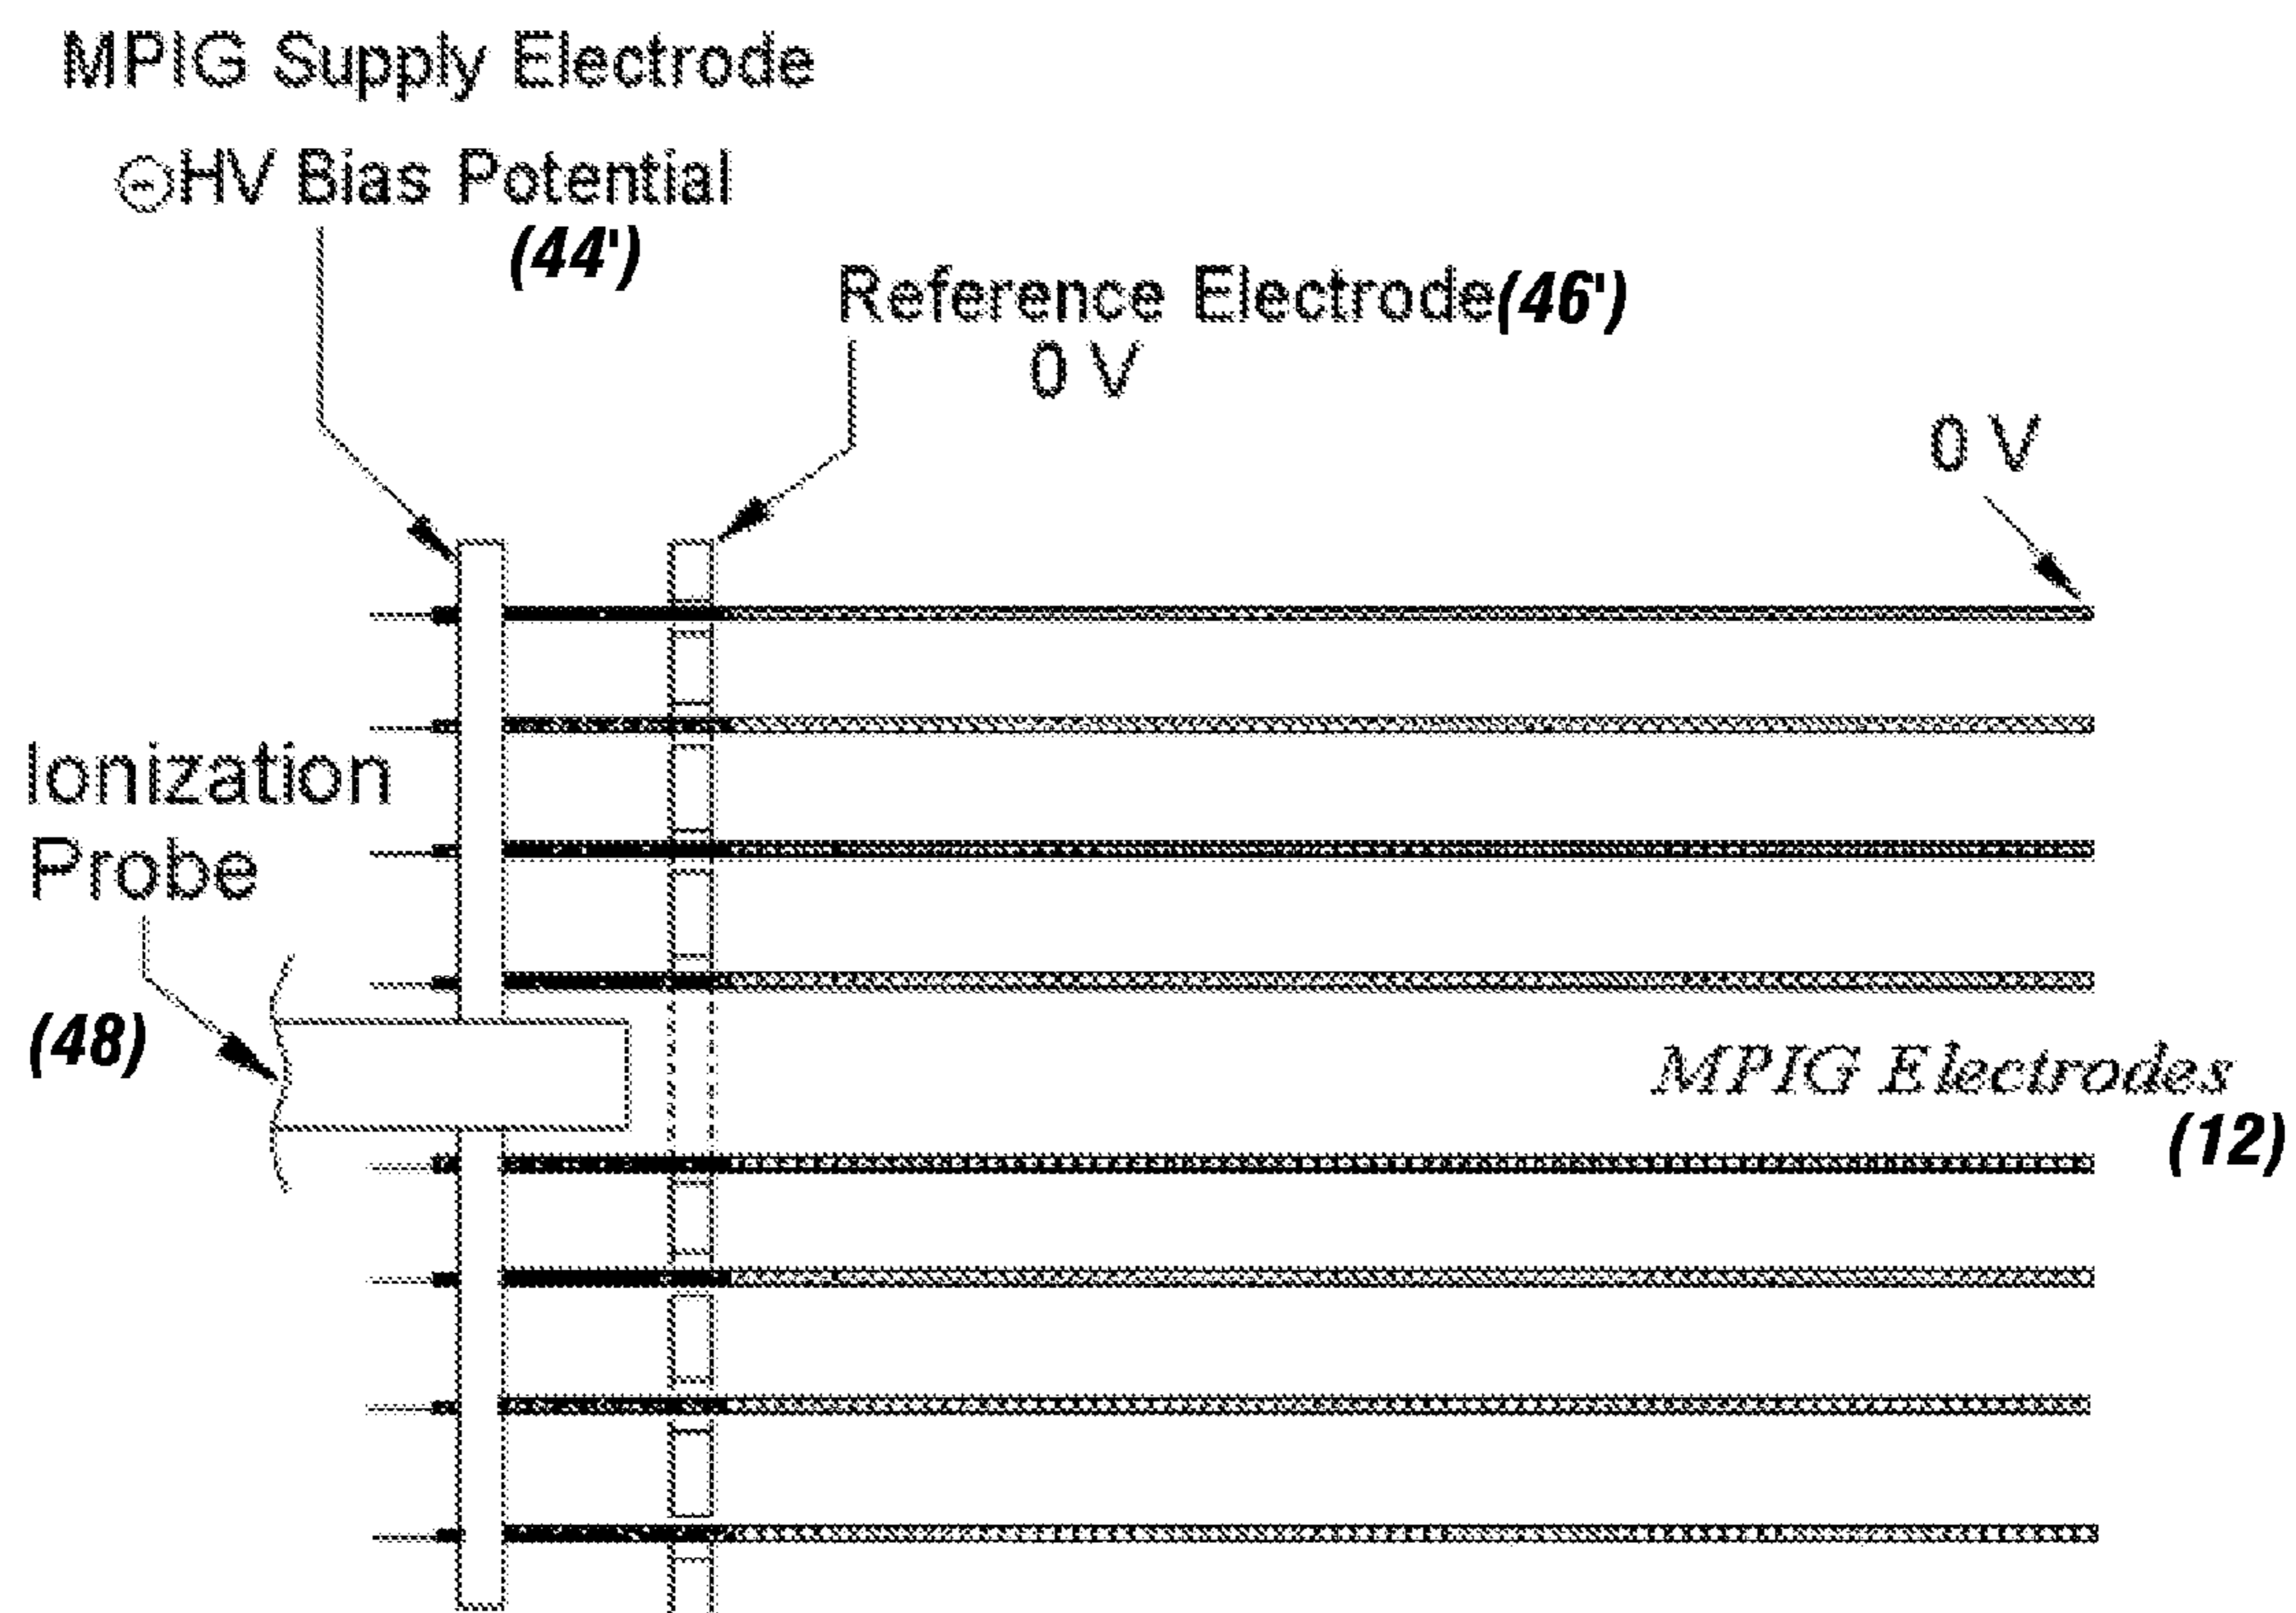 MPIG Supply Electrode
⊖HV Bias Potential
(44')
Reference Electrode(46')
0 V
0 V
Ionization
Probe
(48)
MPIG Electrodes
(12)